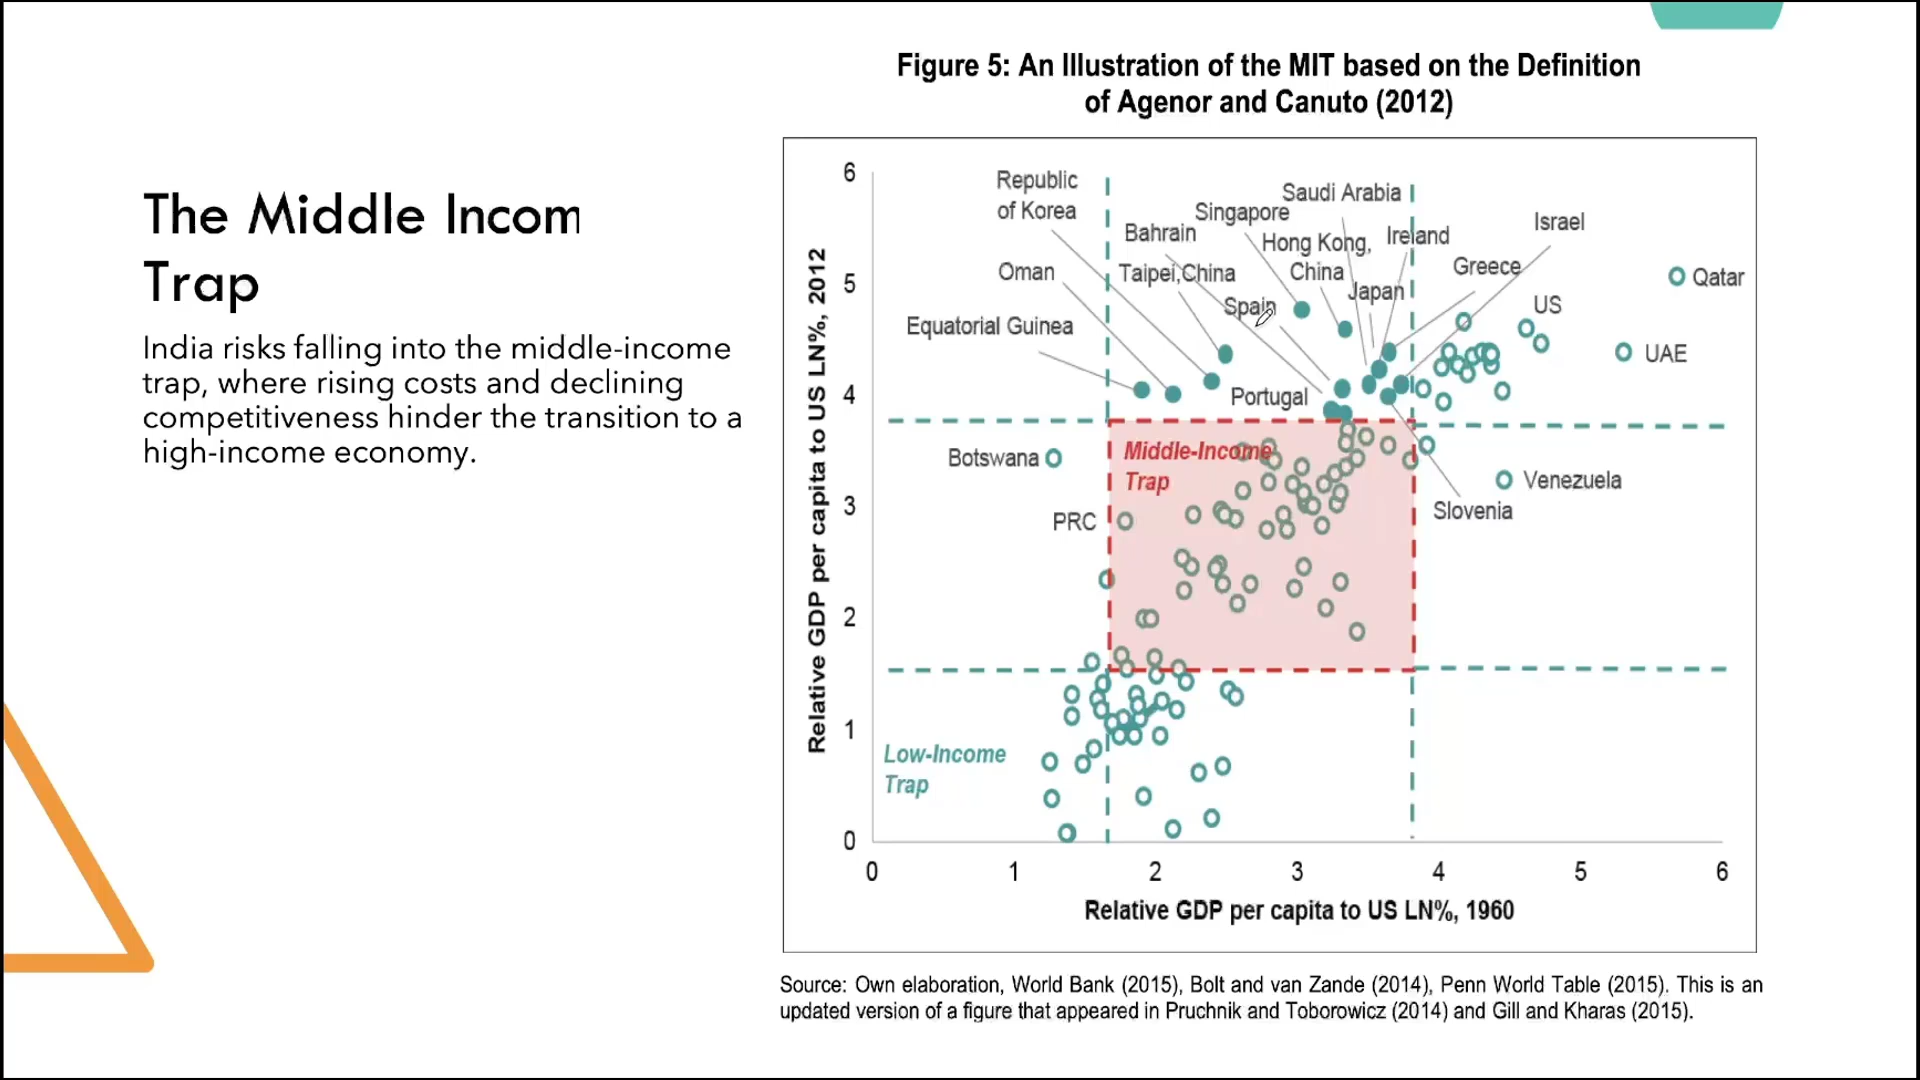 The Middle Incom
Trap
India risks falling into the middle-income
trap, where rising costs and declining
competitiveness hinder the transition to a
high-income economy.
Figure 5: An Illustration of the MIT based on the Definition
of Agenor and Canuto (2012)
Relative GDP per capita to US LN%, 2012
6
5
4
3
2
1
0
Republic
of Korea
Oman
Equatorial Guinea
Bahrain
Taipei,China
Singapore
Spain
Saudi Arabia
Hong Kong,
China
Japan
Ireland
Greece
Israel
US
Qatar
UAE
Portugal
Botswana
PRC
Middle-Income
Trap
Venezuela
Slovenia
Low-Income
Trap
0 1 2 3 4 5 6
Relative GDP per capita to US LN%, 1960
Source: Own elaboration, World Bank (2015), Bolt and van Zande (2014), Penn World Table (2015). This is an
updated version of a figure that appeared in Pruchnik and Toborowicz (2014) and Gill and Kharas (2015).